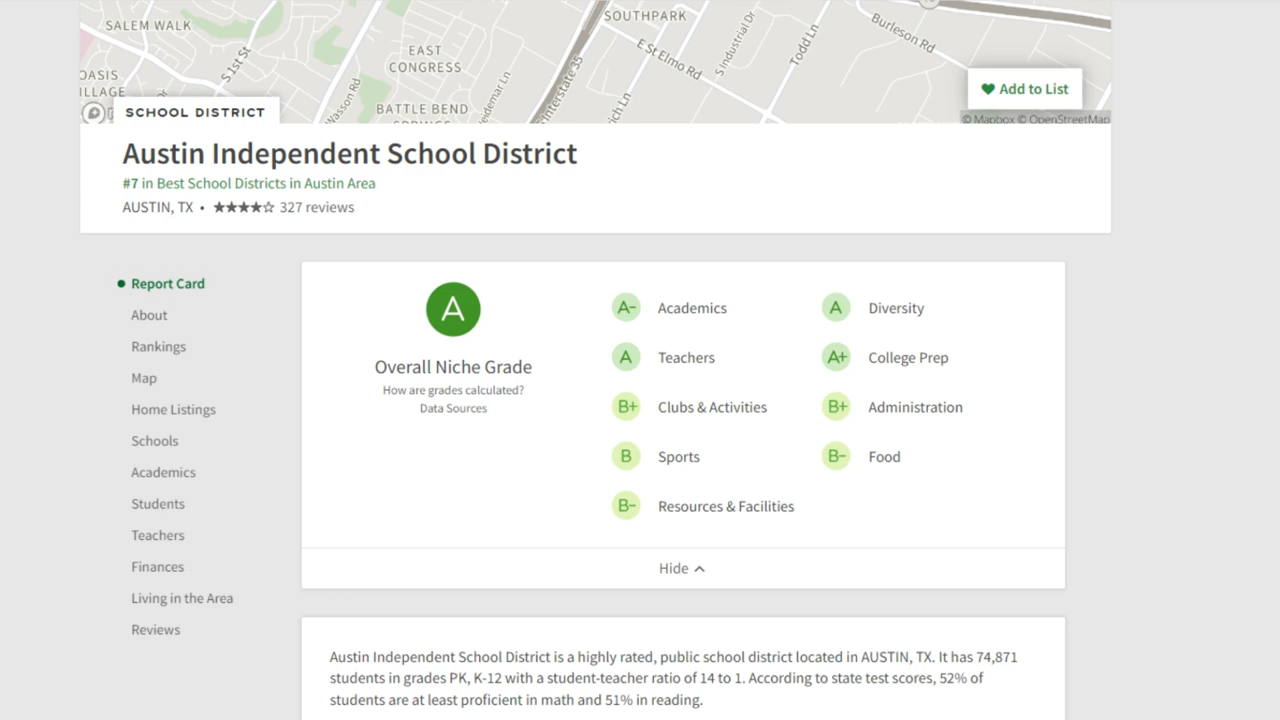 SALEM WALK
SOUTHPARK
S 1st St
EAST
CONGRESS
E St Elmo Rd
S Industrial Dr
Todd Ln
Burleson Rd
OASIS
Wasson Rd
Interstate 35
BATTLE BEND
Add to List
SCHOOL DISTRICT
© Mapbox © OpenStreetMap
Austin Independent School District
#7 in Best School Districts in Austin Area
AUSTIN, TX • ★★★★☆ 327 reviews
Report Card
About
Rankings
Map
Home Listings
Schools
Academics
Students
Teachers
Finances
Living in the Area
Reviews
A
Overall Niche Grade
How are grades calculated?
Data Sources
A- Academics
A Diversity
A Teachers
A+ College Prep
B+ Clubs & Activities
B+ Administration
B Sports
B- Food
B- Resources & Facilities
Hide
Austin Independent School District is a highly rated, public school district located in AUSTIN, TX. It has 74,871
students in grades PK, K-12 with a student-teacher ratio of 14 to 1. According to state test scores, 52% of
students are at least proficient in math and 51% in reading.